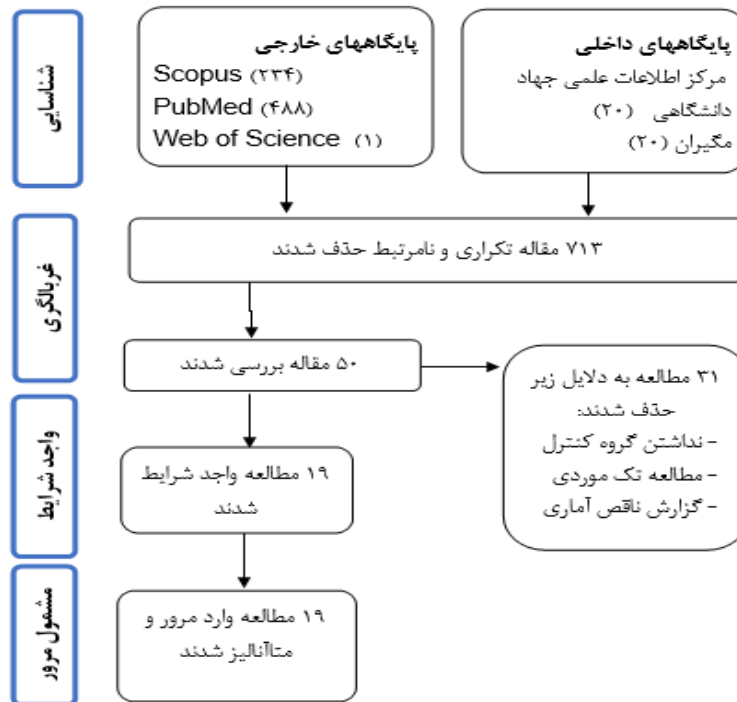 شناسایی
پایگاههای داخلی
مرکز اطلاعات علمی جهاد
دانشگاهی (۲۰)
مگیران (۲۰)
پایگاههای خارجی
Scopus (۲۳۴)
PubMed (۴۸۸)
Web of Science (۱)
غربالگری
۷۱۳ مقاله تکراری و نامرتبط حذف شدند
۵۰ مقاله بررسی شدند
۳۱ مطالعه به دلایل زیر
حذف شدند:
- نداشتن گروه کنترل
- مطالعه تک موردی
- گزارش ناقص آماری
واجد شرایط
۱۹ مطالعه واجد شرایط
شدند
مشمول مرور
۱۹ مطالعه وارد مرور و
متاآنالیز شدند